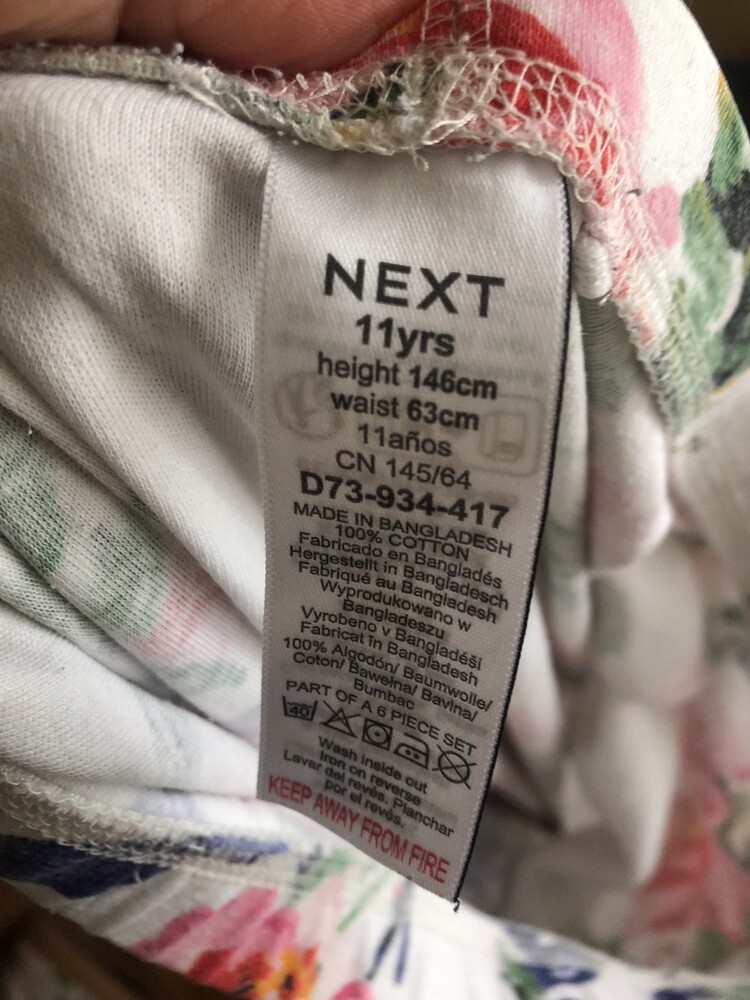 NEXT
11yrs
height 146cm
waist 63cm
11años
CN 145/64
D73-934-417
MADE IN BANGLADESH
100% COTTON
Fabricado en Bangladés
Hergestellt in Bangladesch
Fabriqué au Bangladesh
Wyprodukowano w
Bangladeszu
Vyrobeno v Bangladéši
Fabricat în Bangladesh
100% Algodón/ Baumwolle/
Coton/ Bawełna/ Bavlna/
Bumbac
PART OF A 6 PIECE SET
40
Wash inside out
Iron on reverse
Lavar del revés. Planchar
por el revés.
KEEP AWAY FROM FIRE